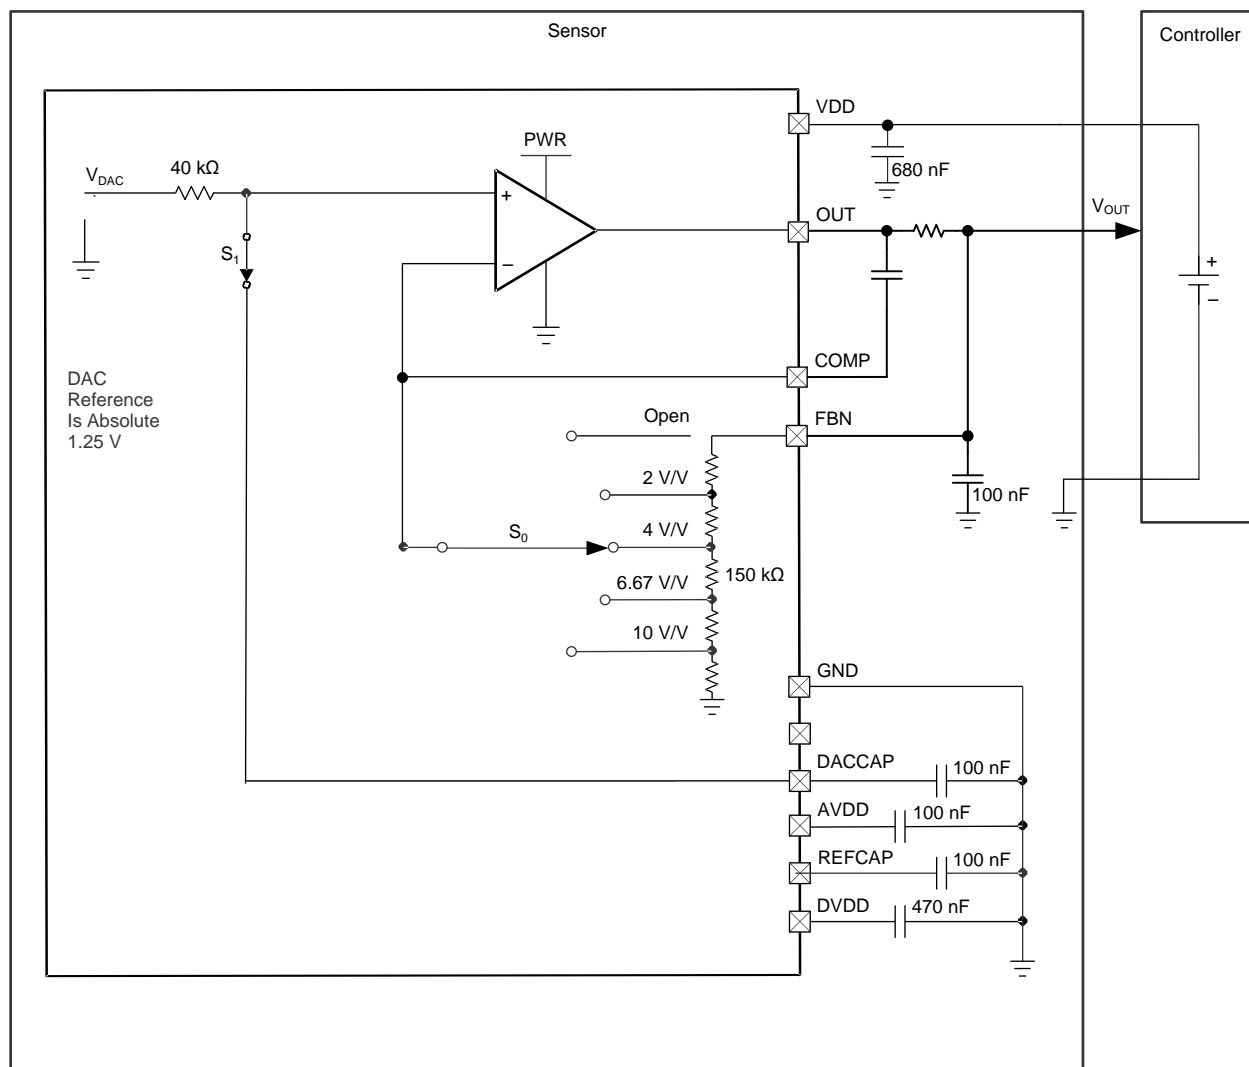 Sensor
Controller
VDD
PWR
40 kΩ
V_DAC
680 nF
OUT
V_OUT
+
+
S₁
−
−
COMP
DAC
Reference
Is Absolute
1.25 V
Open
FBN
2 V/V
100 nF
S₀
4 V/V
150 kΩ
6.67 V/V
10 V/V
GND
DACCAP
100 nF
AVDD
100 nF
REFCAP
100 nF
DVDD
470 nF